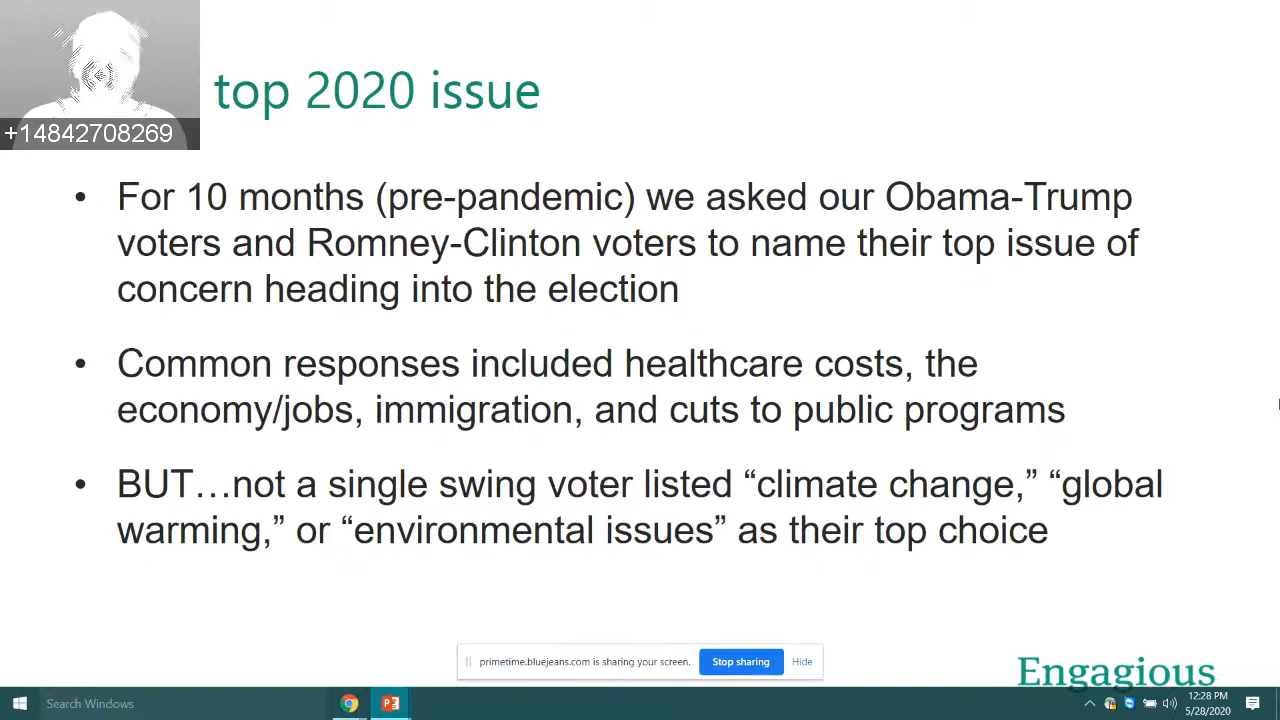 top 2020 issue
+14842708269
• For 10 months (pre-pandemic) we asked our Obama-Trump
voters and Romney-Clinton voters to name their top issue of
concern heading into the election
• Common responses included healthcare costs, the
economy/jobs, immigration, and cuts to public programs
• BUT…not a single swing voter listed “climate change,” “global
warming,” or “environmental issues” as their top choice
primetime.bluejeans.com is sharing your screen.
Stop sharing
Hide
Engagious
Search Windows
12:28 PM
5/28/2020